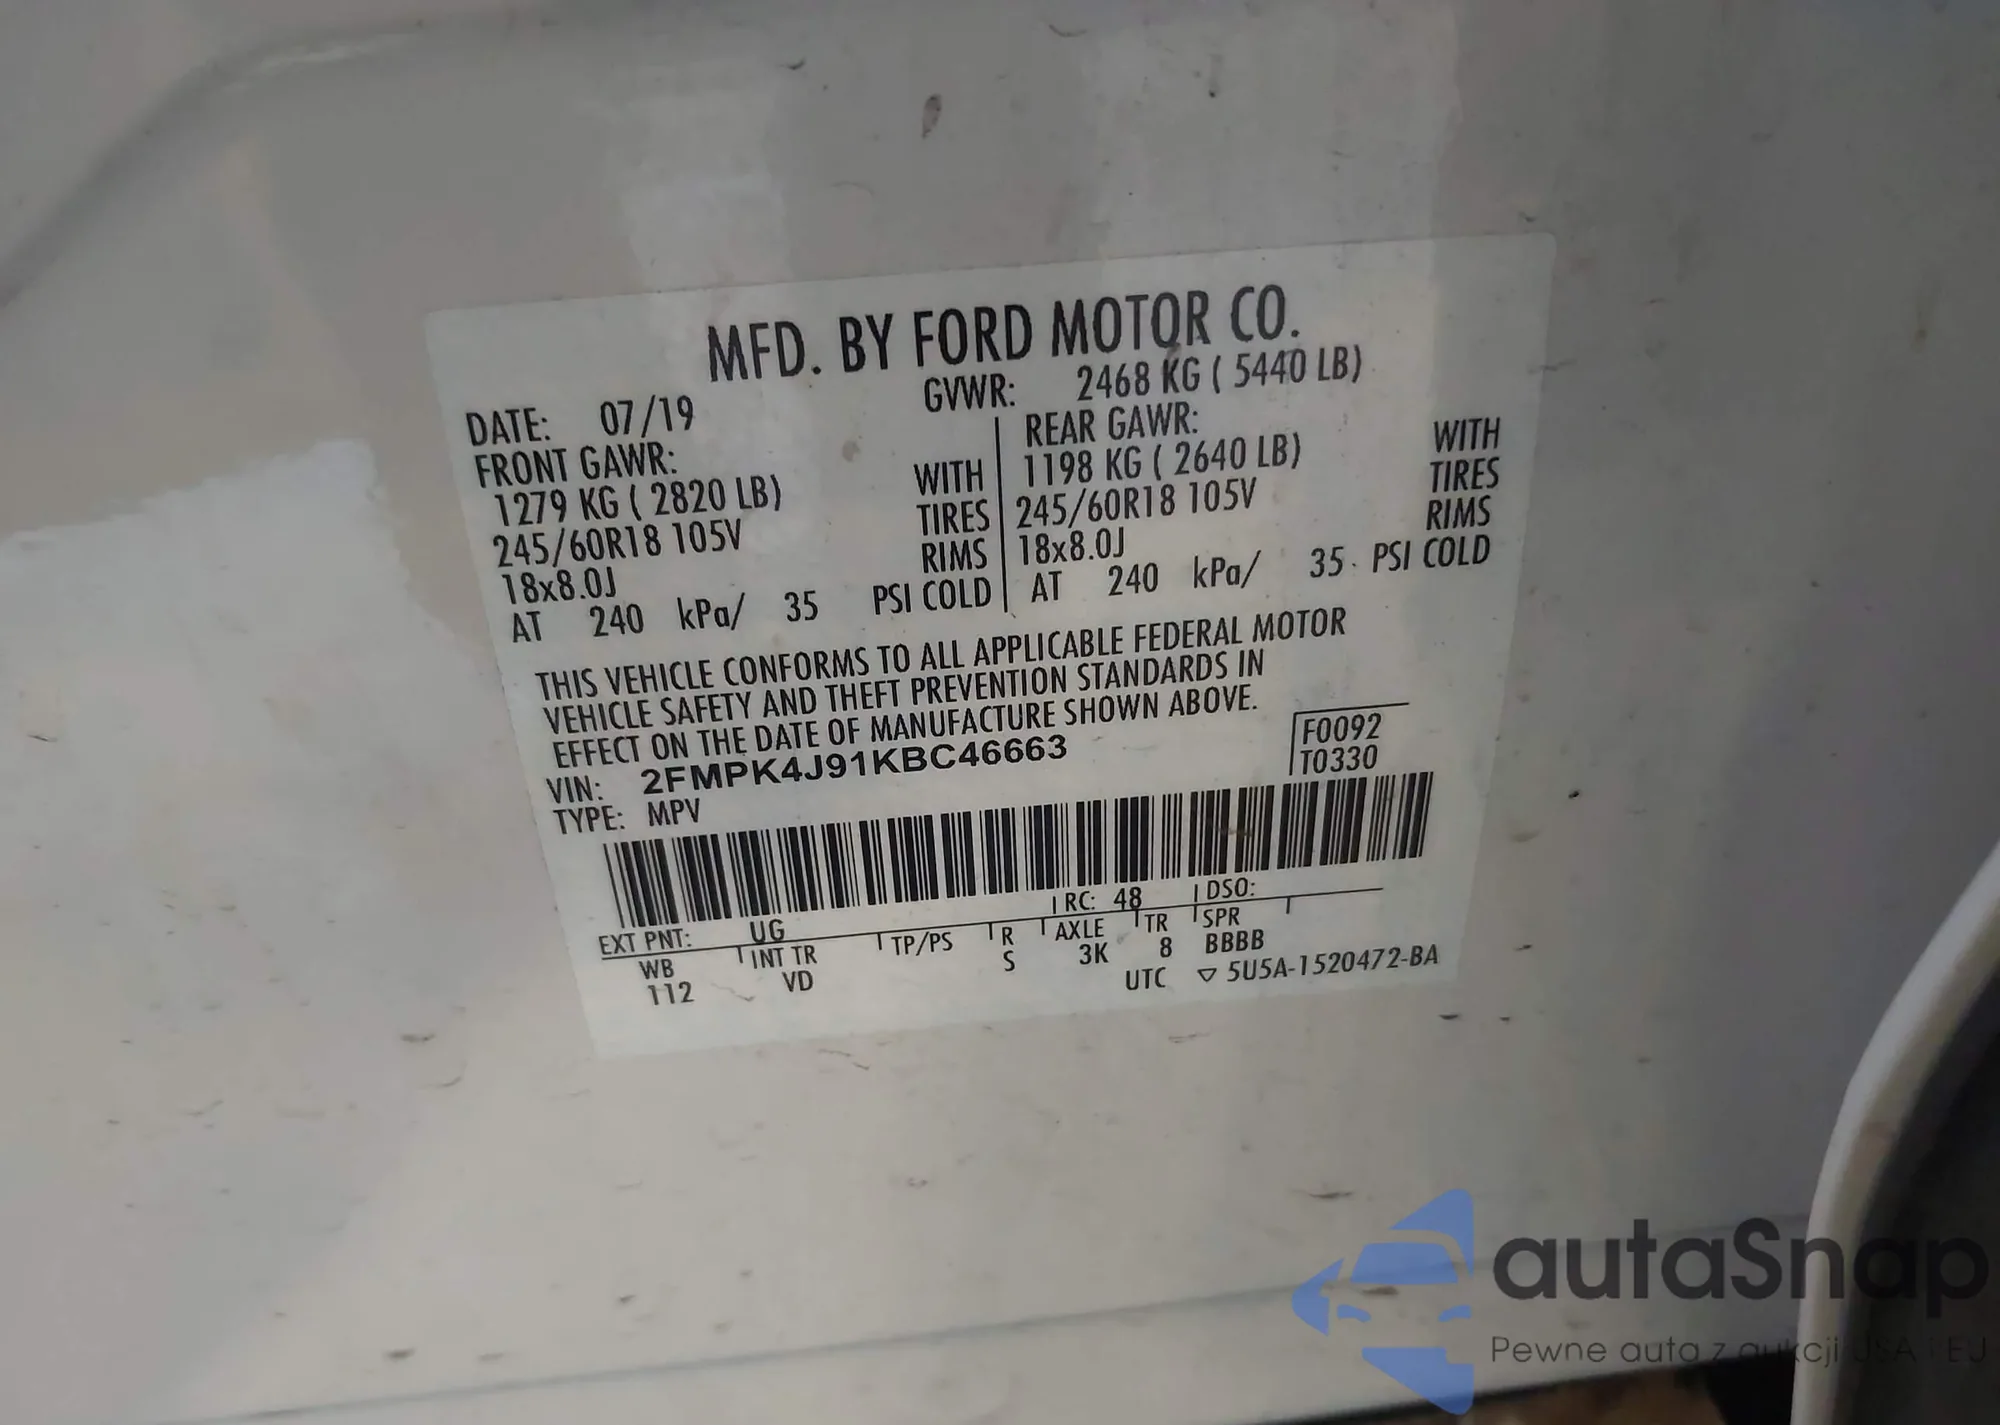 MFD. BY FORD MOTOR CO.
DATE: 07/19 GVWR: 2468 KG ( 5440 LB)
FRONT GAWR: REAR GAWR:
1279 KG ( 2820 LB) WITH 1198 KG ( 2640 LB) WITH
245/60R18 105V TIRES 245/60R18 105V TIRES
18x8.0J RIMS 18x8.0J RIMS
AT 240 kPa/ 35 PSI COLD AT 240 kPa/ 35 PSI COLD
THIS VEHICLE CONFORMS TO ALL APPLICABLE FEDERAL MOTOR
VEHICLE SAFETY AND THEFT PREVENTION STANDARDS IN
EFFECT ON THE DATE OF MANUFACTURE SHOWN ABOVE.
VIN: 2FMPK4J91KBC46663 F0092
TYPE: MPV T0330
EXT PNT: UG RC: 48 DSO:
WB INT TR TP/PS R AXLE TR SPR
112 VD S 3K 8 BBBB
UTC ▽ 5U5A-1520472-BA
autaSnap
Pewne auta z aukcji USA i EU